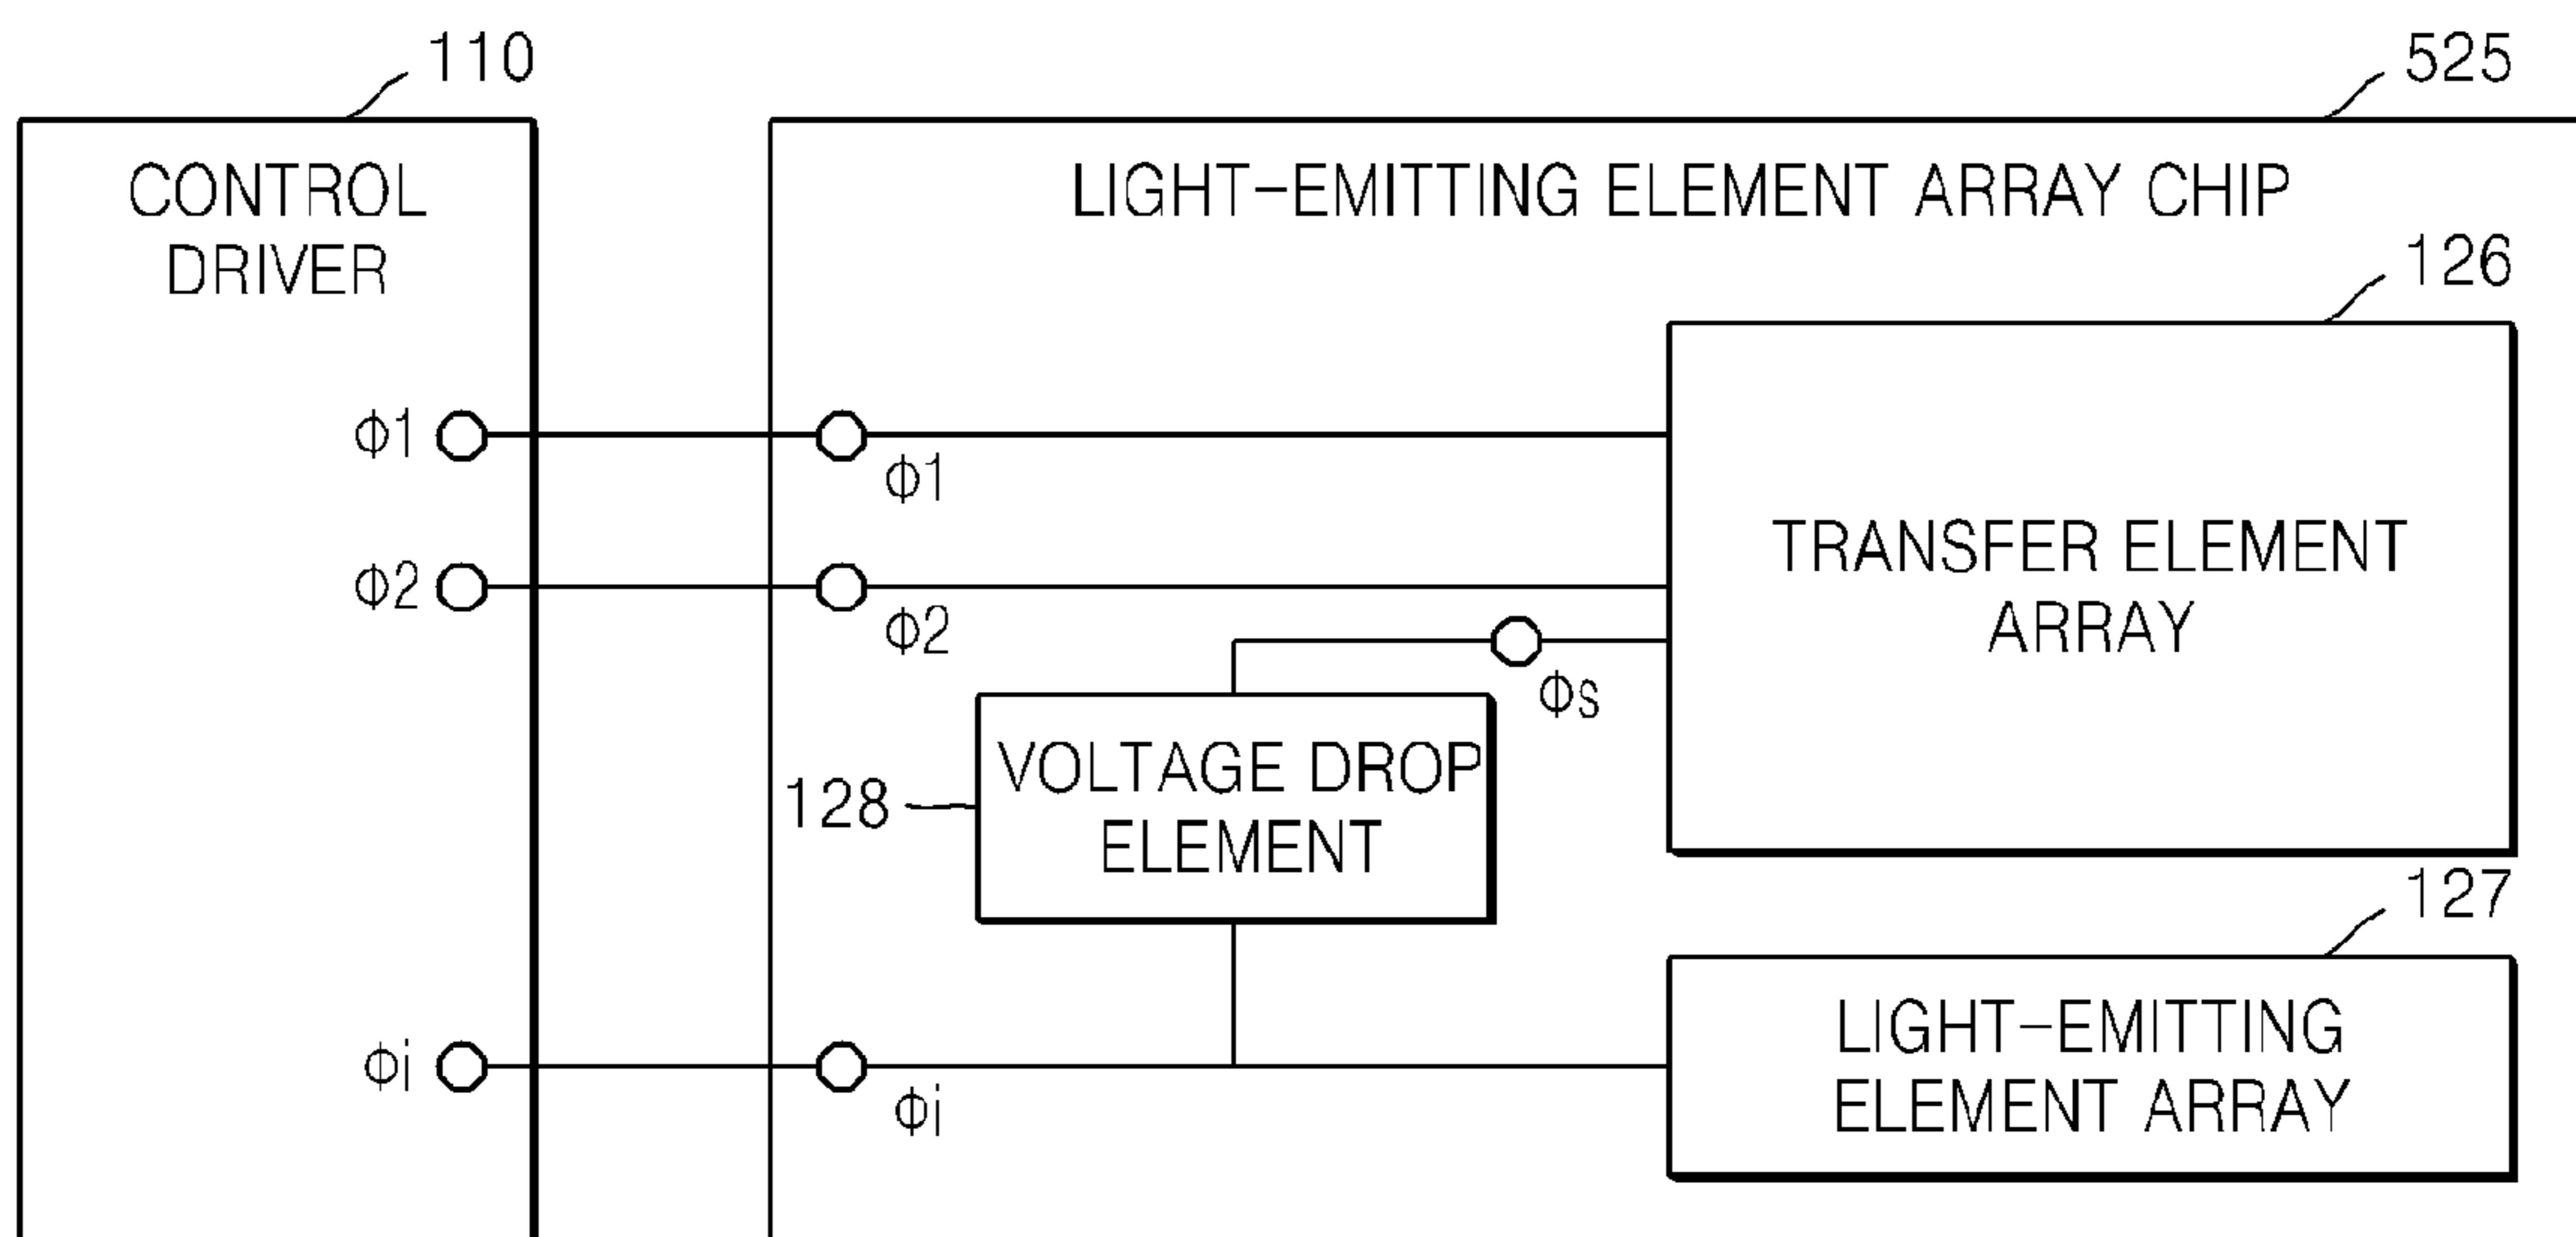 110
525
CONTROL
DRIVER
LIGHT-EMITTING ELEMENT ARRAY CHIP
126
Φ1
Φ1
TRANSFER ELEMENT
ARRAY
Φ2
Φ2
Φs
VOLTAGE DROP
ELEMENT
128
127
LIGHT-EMITTING
ELEMENT ARRAY
Φi
Φi